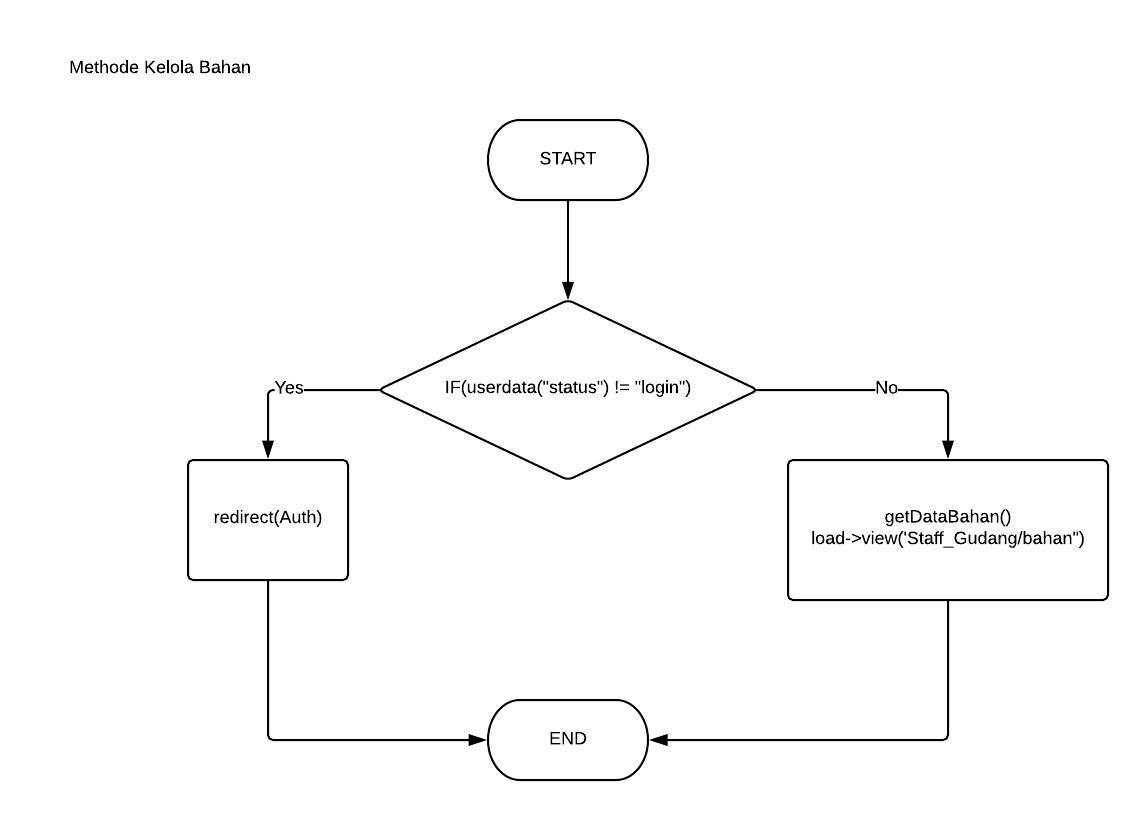 Methode Kelola Bahan
START
IF(userdata("status") != "login")
Yes
No
redirect(Auth)
getDataBahan()
load->view('Staff_Gudang/bahan")
END